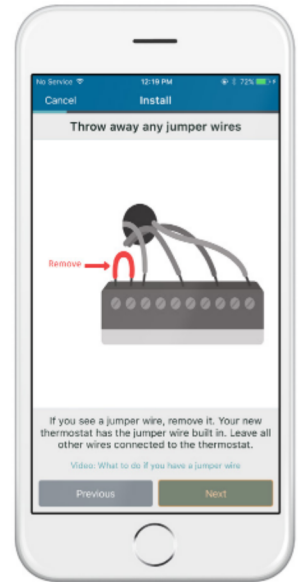 No Service 12:19 PM 72%
Cancel Install
Throw away any jumper wires
Remove
If you see a jumper wire, remove it. Your new
thermostat has the jumper wire built in. Leave all
other wires connected to the thermostat.
Video: What to do if you have a jumper wire
Previous Next